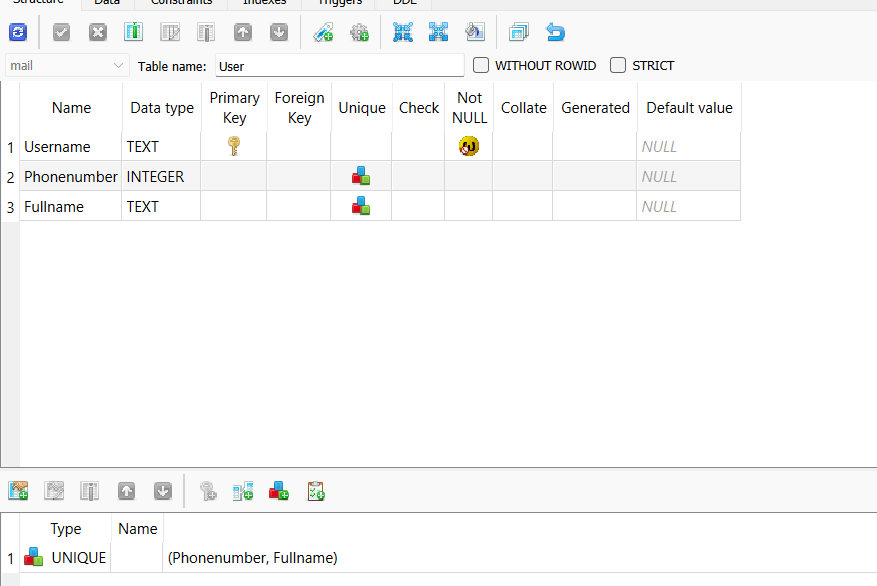 Structure Data Constraints Indexes Triggers DDL
mail Table name: User WITHOUT ROWID STRICT
Name Data type Primary Key Foreign Key Unique Check Not NULL Collate Generated Default value
1 Username TEXT NULL
2 Phonenumber INTEGER NULL
3 Fullname TEXT NULL
Type Name
1 UNIQUE (Phonenumber, Fullname)